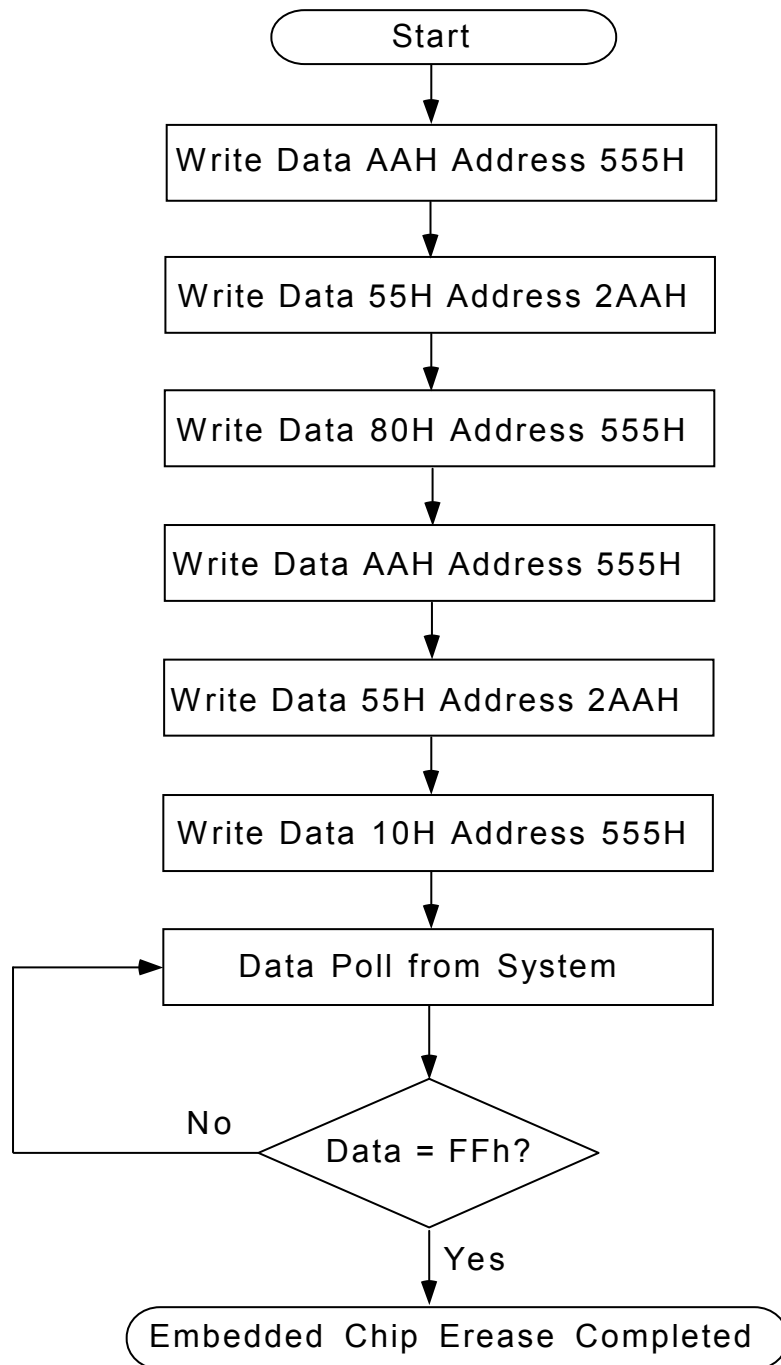 Start
Write Data AAH Address 555H
Write Data 55H Address 2AAH
Write Data 80H Address 555H
Write Data AAH Address 555H
Write Data 55H Address 2AAH
Write Data 10H Address 555H
Data Poll from System
No
Data = FFh?
Yes
Embedded Chip Erease Completed